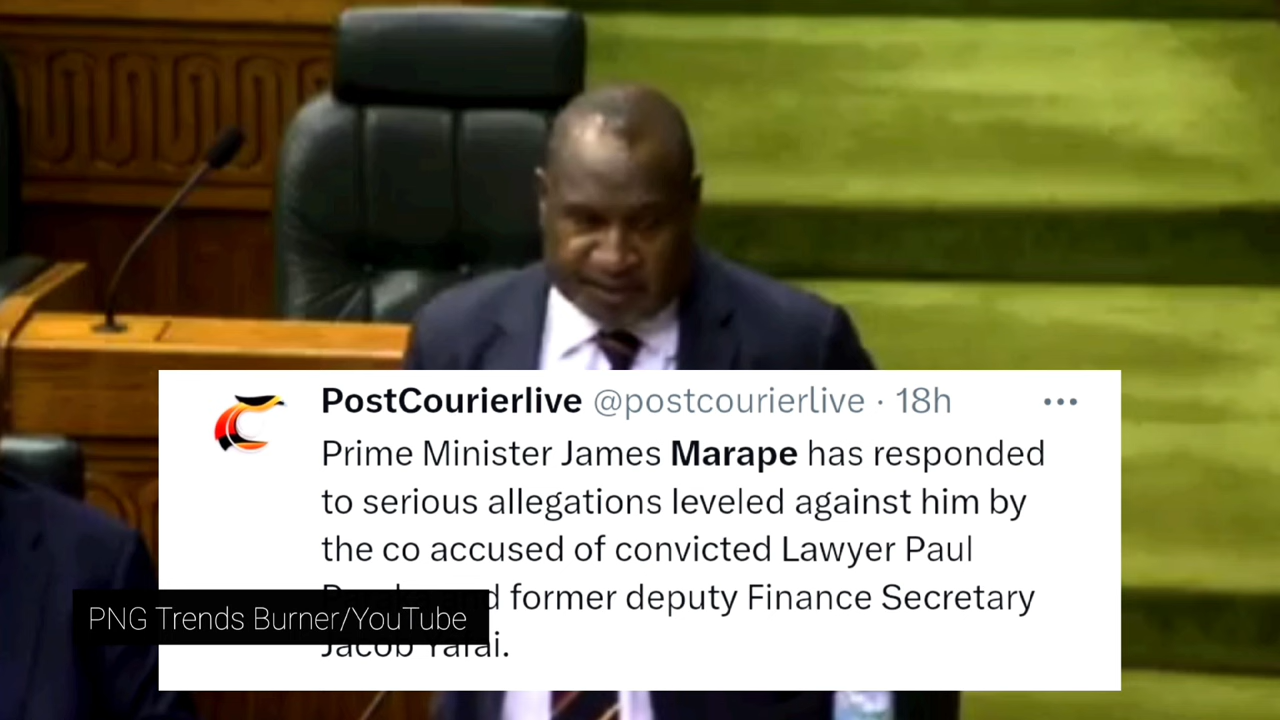 PostCourierlive @postcourierlive · 18h
Prime Minister James Marape has responded
to serious allegations leveled against him by
the co accused of convicted Lawyer Paul
former deputy Finance Secretary
PNG Trends Burner/YouTube
Jacob